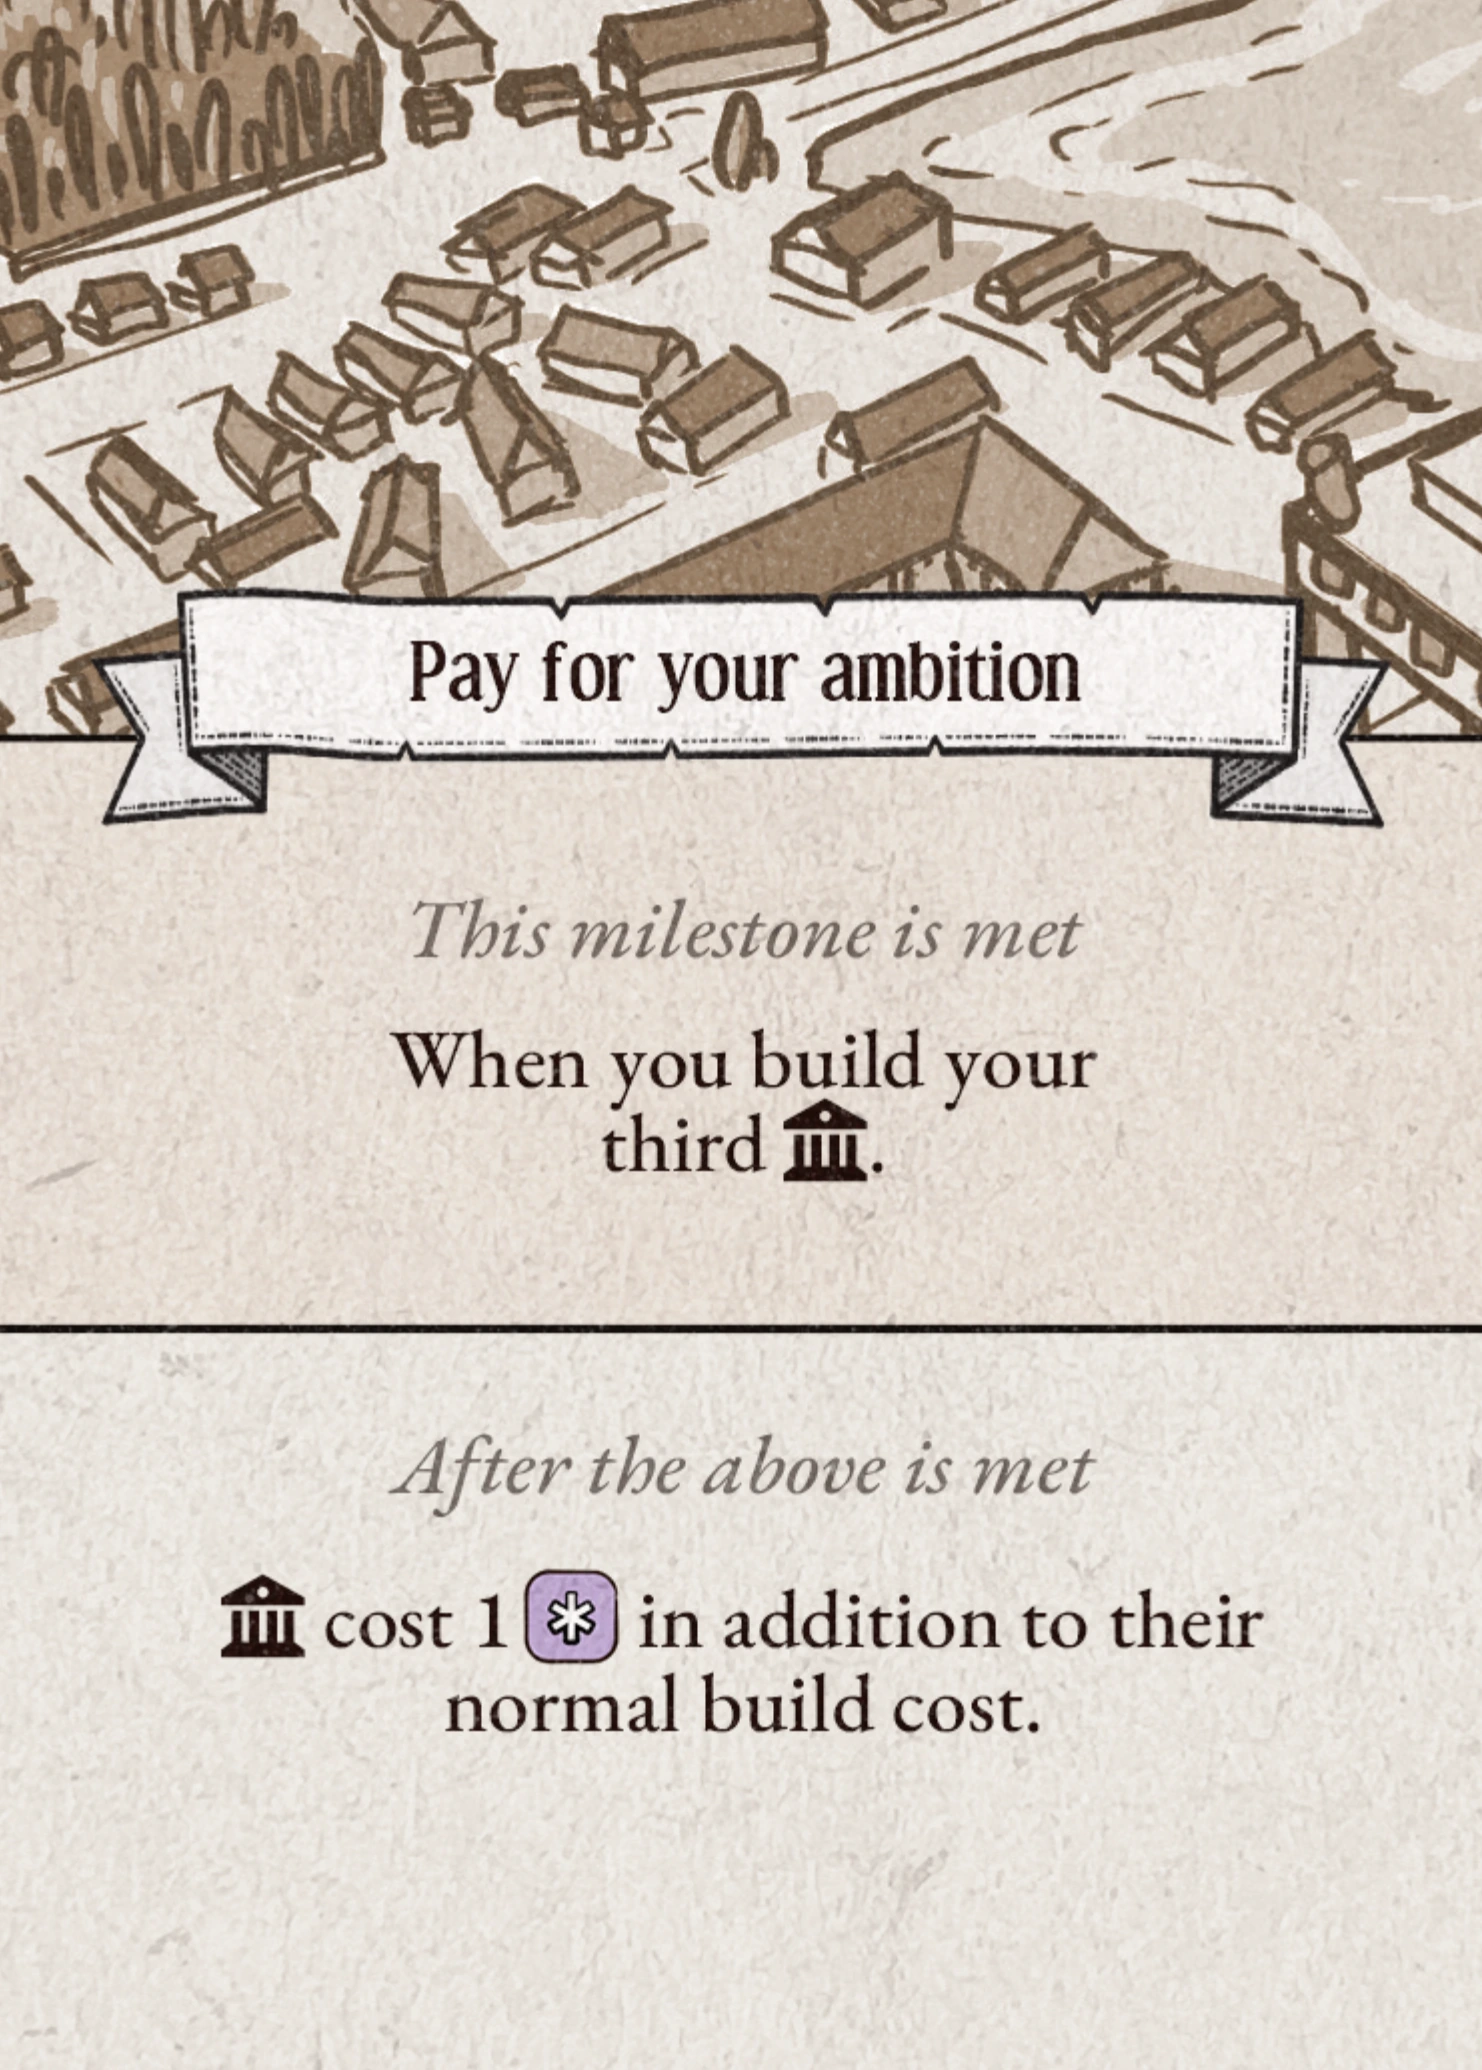 Pay for your ambition
This milestone is met
When you build your
third .
After the above is met
cost 1 * in addition to their
normal build cost.